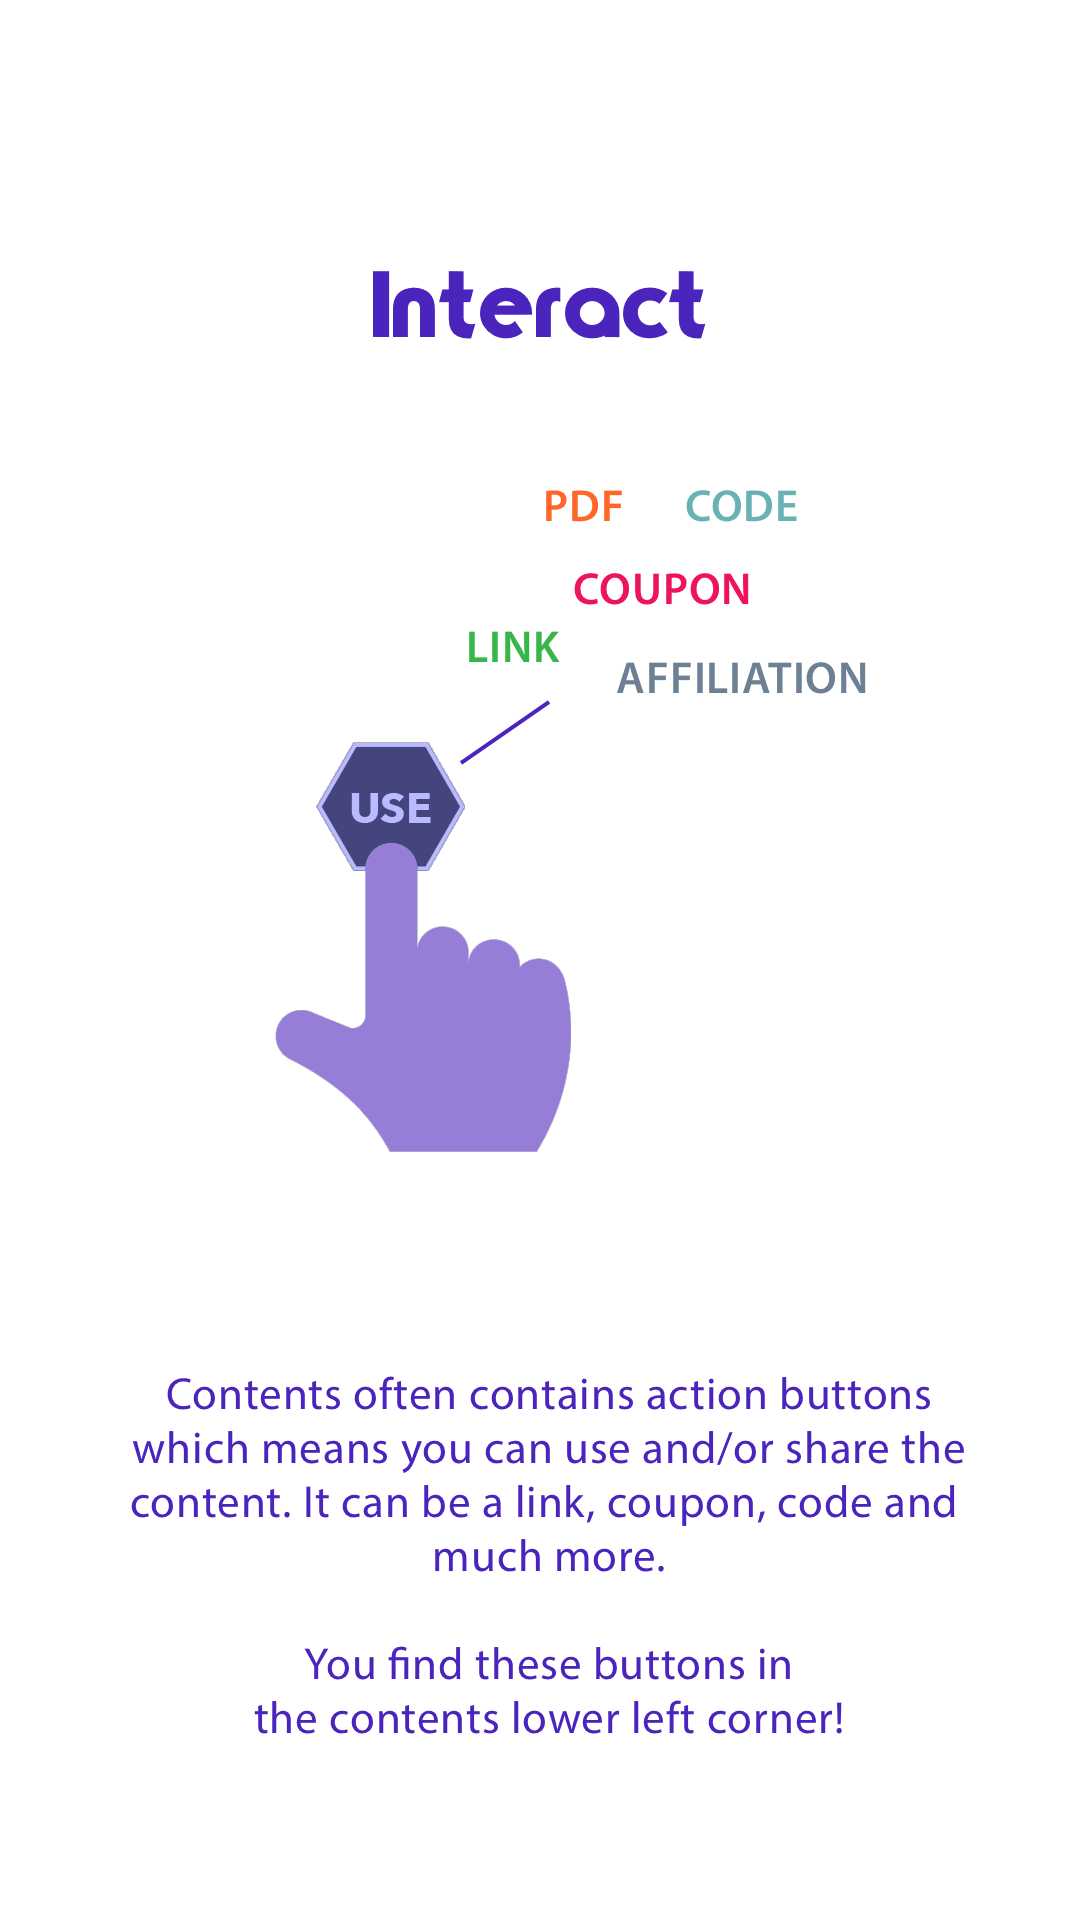 Interact
PDF CODE
COUPON
LINK
AFFILIATION
USE
Contents often contains action buttons
which means you can use and/or share the
content. It can be a link, coupon, code and
much more.
You find these buttons in
the contents lower left corner!